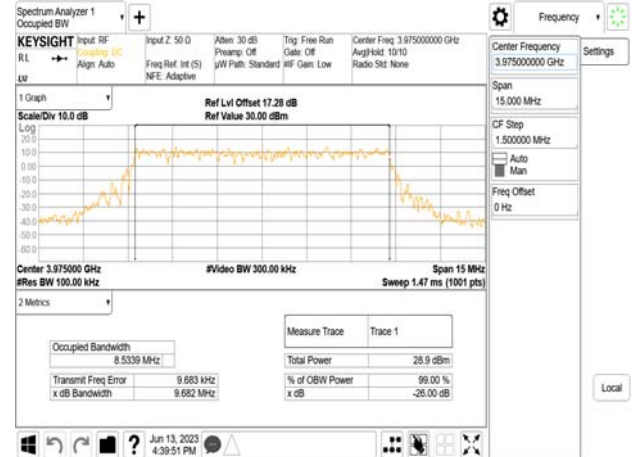 Spectrum Analyzer 1
Occupied BW
Frequency
KEYSIGHT
Input: RF
Coupling: DC
Align: Auto
RL
Input Z: 50 Ω
Freq Ref: Int (S)
NFE: Adaptive
Atten: 30 dB
Preamp: Off
µW Path: Standard
Trig: Free Run
Gate: Off
#IF Gain: Low
Center Freq: 3.975000000 GHz
Avg|Hold: 10/10
Radio Std: None
Center Frequency
3.975000000 GHz
Settings
Span
15.000 MHz
CF Step
1.500000 MHz
Auto
Man
Freq Offset
0 Hz
Local
1 Graph
Scale/Div 10.0 dB
Ref Lvl Offset 17.28 dB
Ref Value 30.00 dBm
Log
20.0
10.0
0.00
-10.0
-20.0
-30.0
-40.0
-50.0
-60.0
Center 3.975000 GHz
#Res BW 100.00 kHz
#Video BW 300.00 kHz
Span 15 MHz
Sweep 1.47 ms (1001 pts)
2 Metrics
Measure Trace Trace 1
Occupied Bandwidth
8.5339 MHz
Total Power 28.9 dBm
Transmit Freq Error 9.683 kHz
% of OBW Power 99.00 %
x dB Bandwidth 9.682 MHz
x dB -26.00 dB
Jun 13, 2023
4:39:51 PM